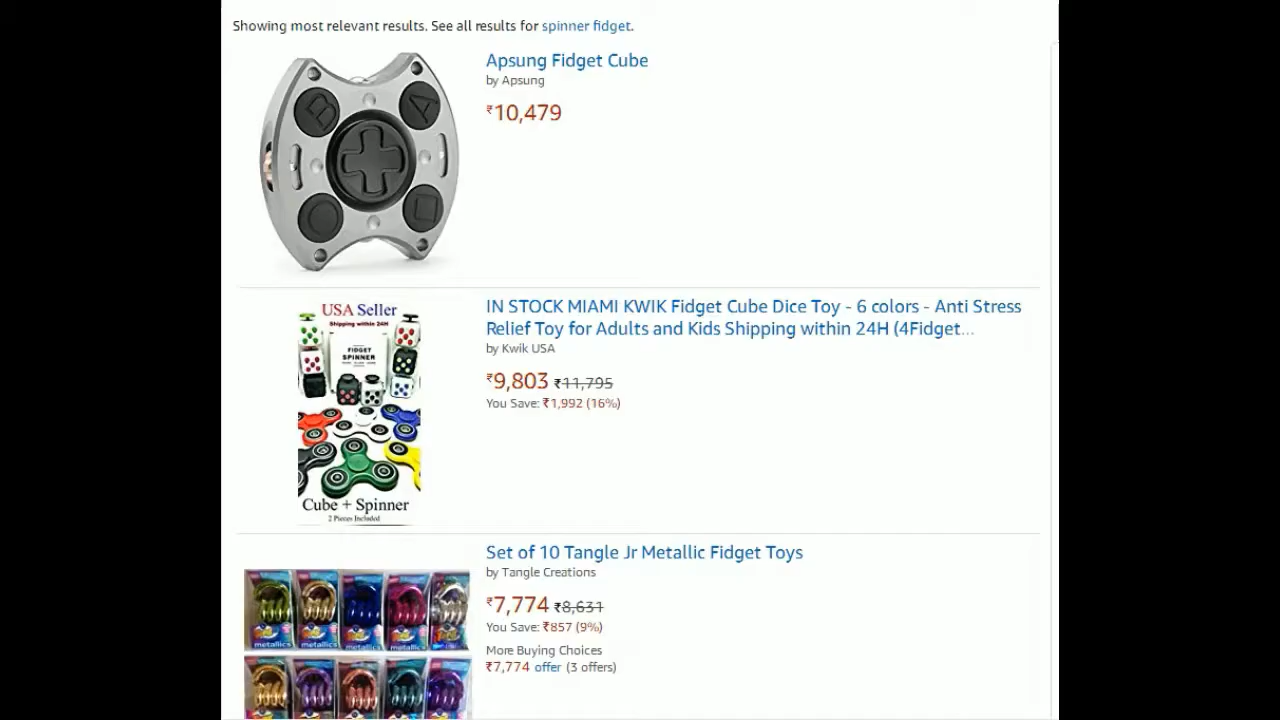 Showing most relevant results. See all results for spinner fidget.
Apsung Fidget Cube
by Apsung
₹10,479
B
A
IN STOCK MIAMI KWIK Fidget Cube Dice Toy - 6 colors - Anti Stress
Relief Toy for Adults and Kids Shipping within 24H (4Fidget...
by Kwik USA
₹9,803 ₹11,795
You Save: ₹1,992 (16%)
USA Seller
Shipping within 24H
FIDGET
SPINNER
Cube + Spinner
2 Pieces Included
Set of 10 Tangle Jr Metallic Fidget Toys
by Tangle Creations
₹7,774 ₹8,631
You Save: ₹857 (9%)
More Buying Choices
₹7,774 offer (3 offers)
metallics metallics metallics metallics